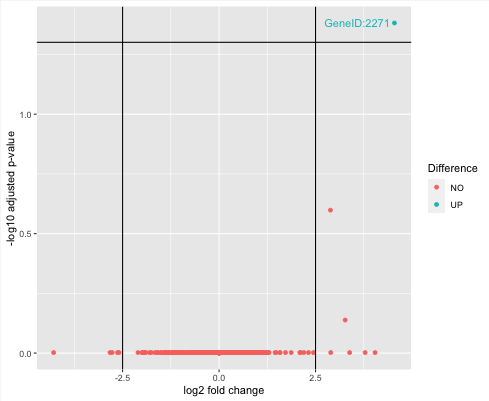 GeneID:2271
1.0
0.5
0.0
-log10 adjusted p-value
-2.5 0.0 2.5
log2 fold change
Difference
NO
UP